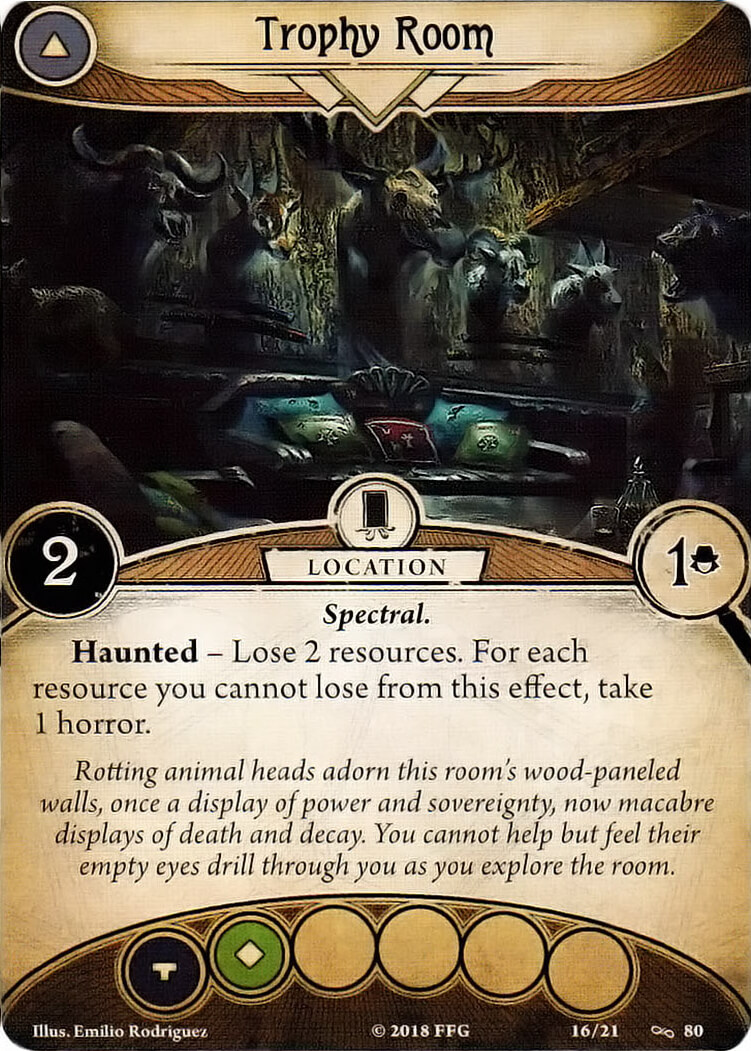 Trophy Room
2
LOCATION
1
Spectral.
Haunted – Lose 2 resources. For each
resource you cannot lose from this effect, take
1 horror.
Rotting animal heads adorn this room's wood-paneled
walls, once a display of power and sovereignty, now macabre
displays of death and decay. You cannot help but feel their
empty eyes drill through you as you explore the room.
Illus. Emilio Rodriguez
© 2018 FFG
16/21
80